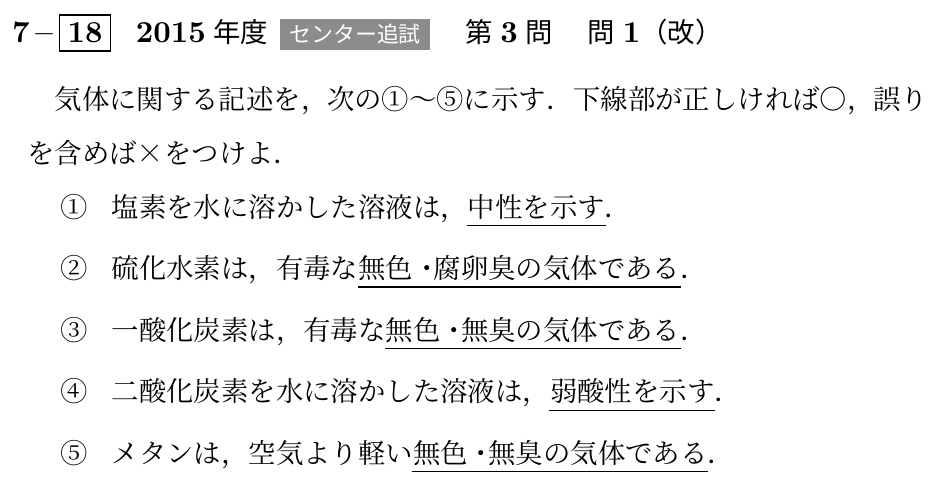 7－18 2015年度 センター追試 第3問 問1（改）
気体に関する記述を，次の①～⑤に示す．下線部が正しければ○，誤り
を含めば×をつけよ．
① 塩素を水に溶かした溶液は，中性を示す．
② 硫化水素は，有毒な無色・腐卵臭の気体である．
③ 一酸化炭素は，有毒な無色・無臭の気体である．
④ 二酸化炭素を水に溶かした溶液は，弱酸性を示す．
⑤ メタンは，空気より軽い無色・無臭の気体である．